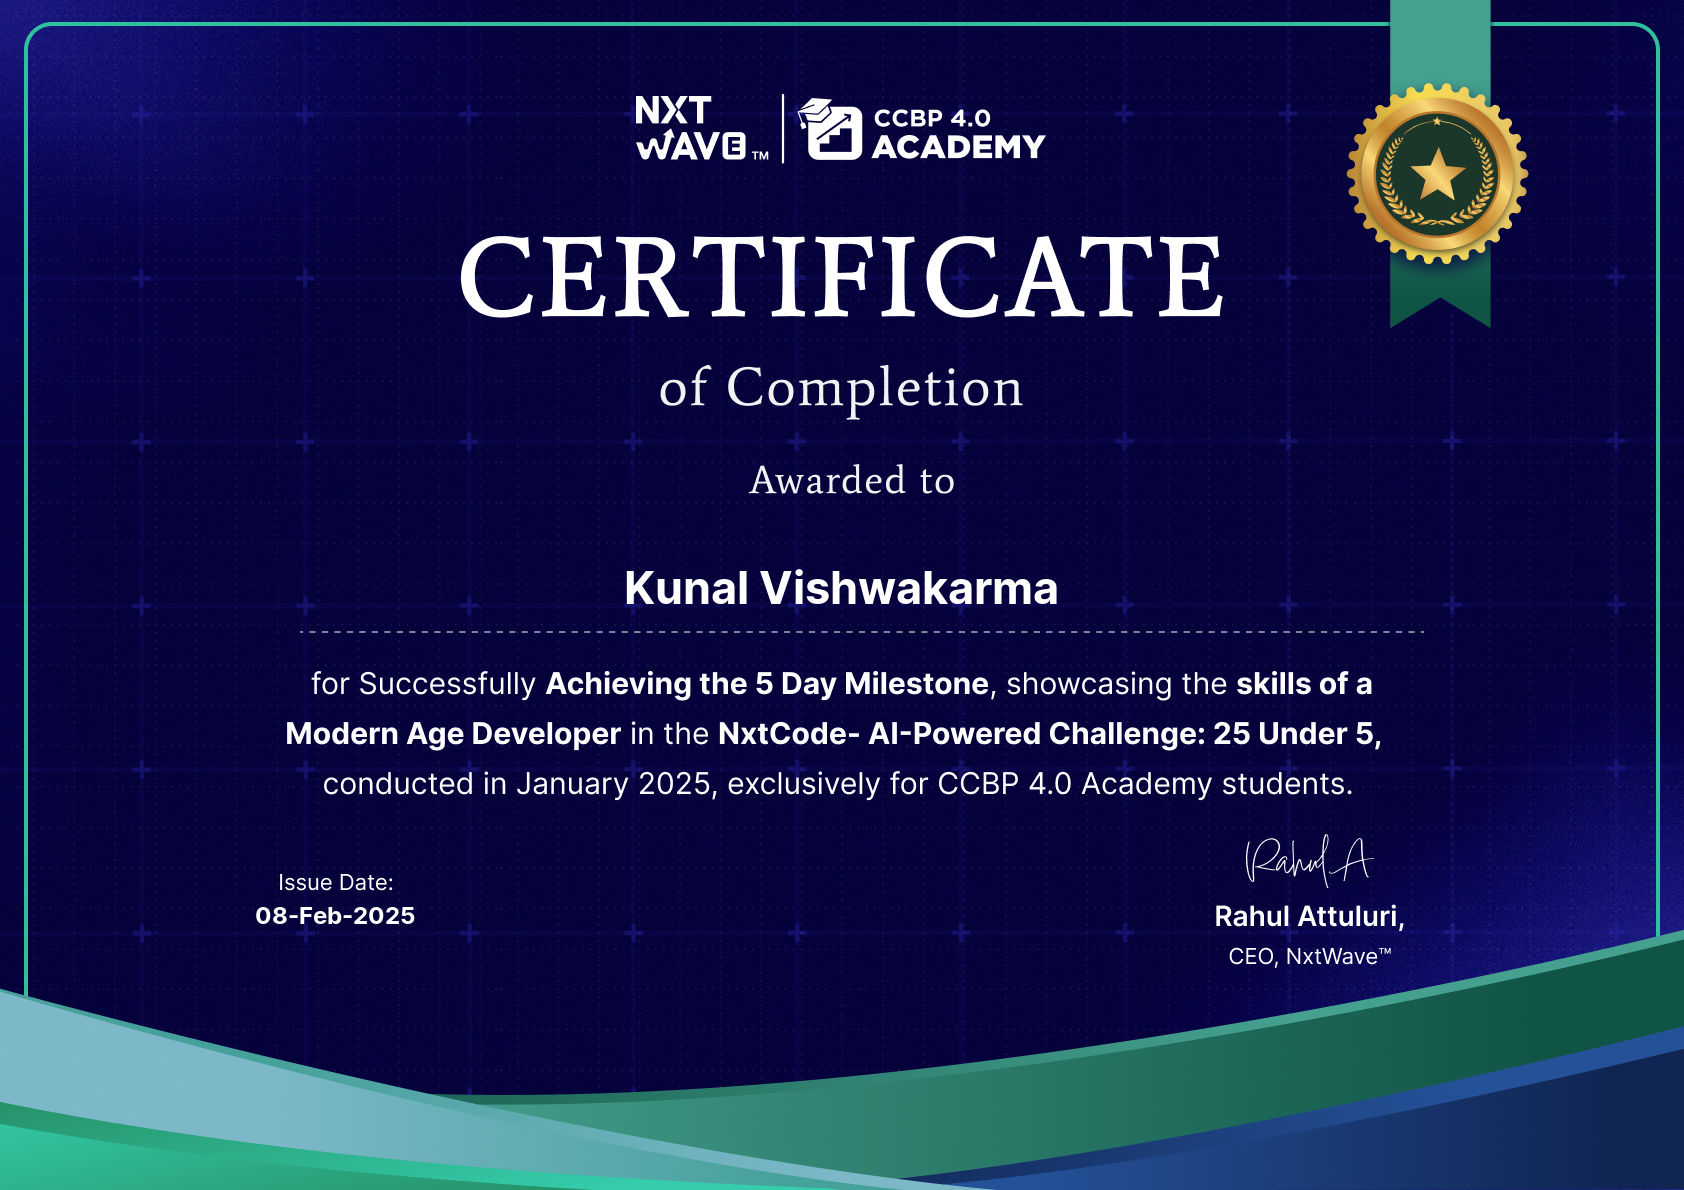 NXT
WAVE™
CCBP 4.0
ACADEMY
CERTIFICATE
of Completion
Awarded to
Kunal Vishwakarma
for Successfully Achieving the 5 Day Milestone, showcasing the skills of a
Modern Age Developer in the NxtCode- AI-Powered Challenge: 25 Under 5,
conducted in January 2025, exclusively for CCBP 4.0 Academy students.
Issue Date:
08-Feb-2025
Rahul A
Rahul Attuluri,
CEO, NxtWave™